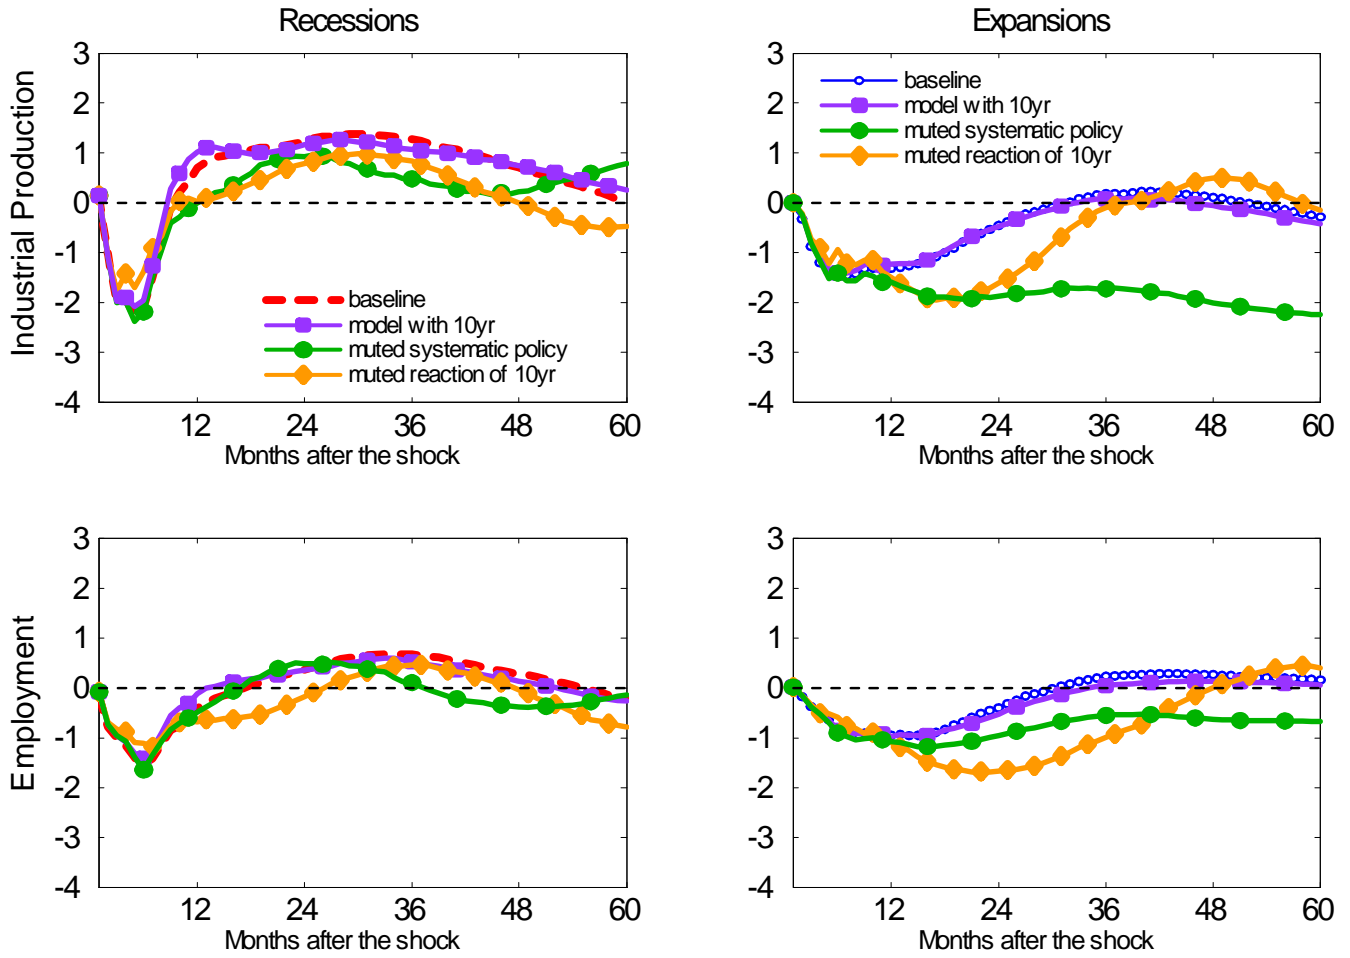 Recessions
Expansions
Industrial Production
3
2
1
0
-1
-2
-3
-4
baseline
model with 10yr
muted systematic policy
muted reaction of 10yr
12 24 36 48 60
Months after the shock
3
2
1
0
-1
-2
-3
-4
baseline
model with 10yr
muted systematic policy
muted reaction of 10yr
12 24 36 48 60
Months after the shock
Employment
3
2
1
0
-1
-2
-3
-4
12 24 36 48 60
Months after the shock
3
2
1
0
-1
-2
-3
-4
12 24 36 48 60
Months after the shock